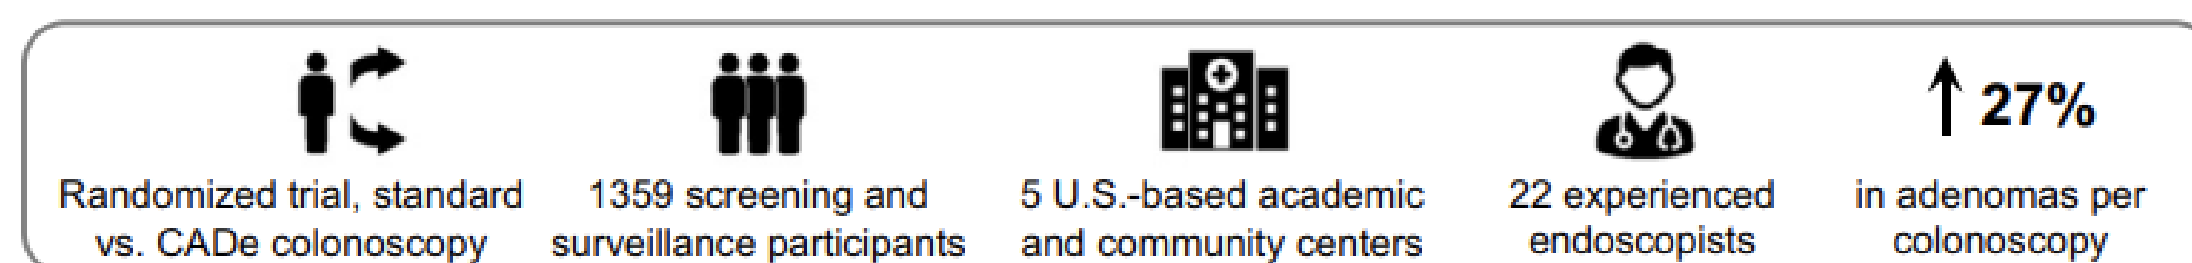 Randomized trial, standard
vs. CADe colonoscopy
1359 screening and
surveillance participants
5 U.S.-based academic
and community centers
22 experienced
endoscopists
↑ 27%
in adenomas per
colonoscopy